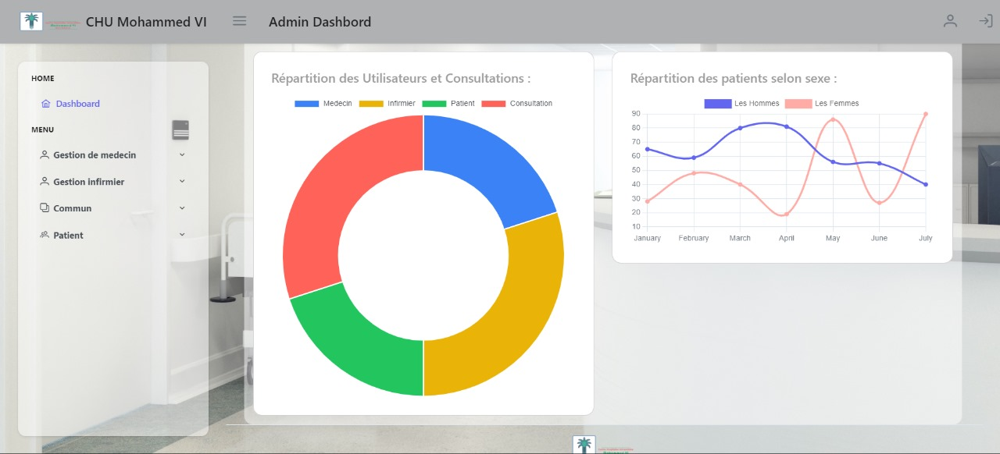 CHU Mohammed VI
Admin Dashbord
HOME
Dashboard
MENU
Gestion de medecin
Gestion infirmier
Commun
Patient
Répartition des Utilisateurs et Consultations :
Medecin Infirmier Patient Consultation
Répartition des patients selon sexe :
Les Hommes Les Femmes
90
80
70
60
50
40
30
20
10
January February March April May June July